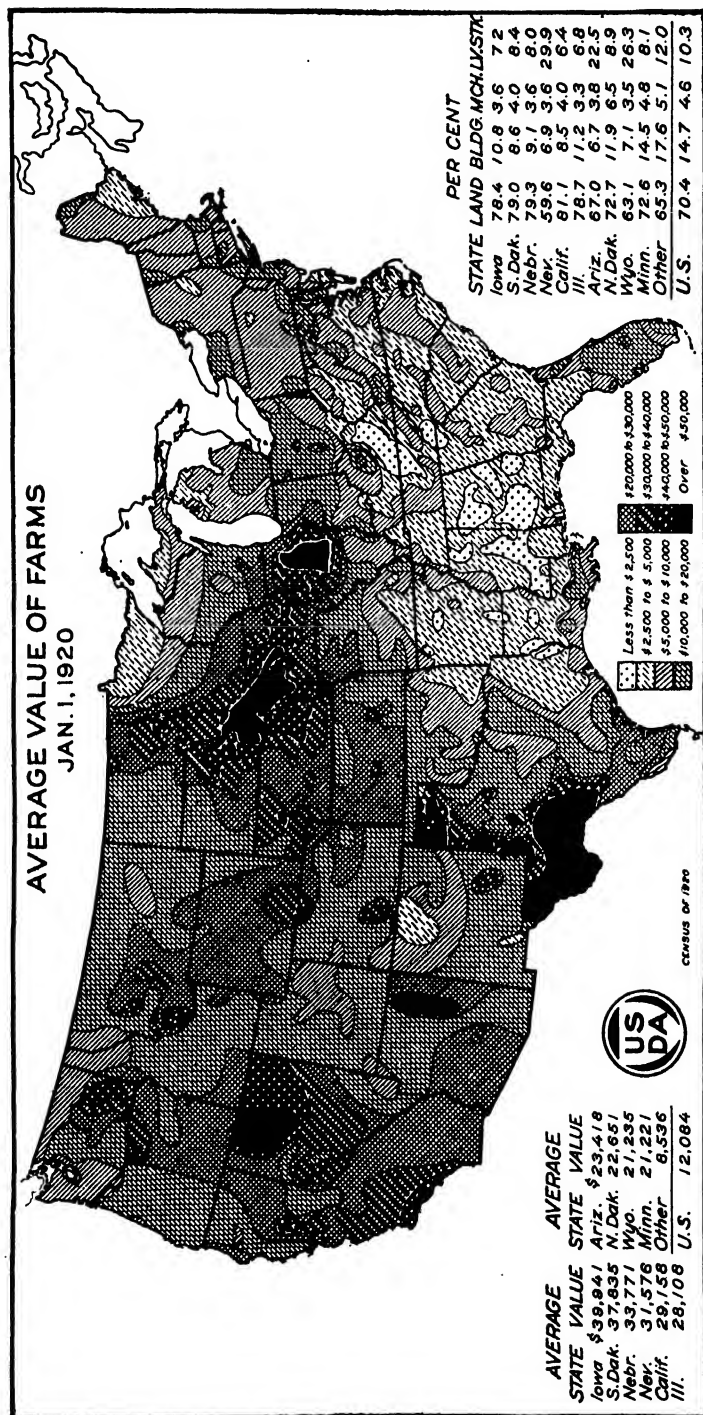 AVERAGE VALUE OF FARMS
JAN. 1, 1920
AVERAGE AVERAGE
STATE VALUE STATE VALUE
Iowa $39,941 Ariz. $23,418
S.Dak. 37,835 N.Dak. 22,651
Nebr. 33,771 Wyo. 21,235
Nev. 31,576 Minn. 21,221
Calif. 29,158 Other 8,536
Ill. 28,108 U.S. 12,084
US
DA
CENSUS OF 1920
Less than $2,500 $20,000 to $30,000
$2,500 to $5,000 $30,000 to $40,000
$5,000 to $10,000 $40,000 to $50,000
$10,000 to $20,000 Over $50,000
PER CENT
STATE LAND BLDG. MCH. LV.STK
Iowa 78.4 10.8 3.6 7.2
S.Dak. 79.0 8.6 4.0 8.4
Nebr. 79.3 9.1 3.6 8.0
Nev. 59.6 6.9 3.6 29.9
Calif. 81.1 8.5 4.0 6.4
Ill. 78.7 11.2 3.3 6.8
Ariz. 67.0 6.7 3.8 22.5
N.Dak. 72.7 11.9 6.5 8.9
Wyo. 63.1 7.1 3.5 26.3
Minn. 72.6 14.5 4.8 8.1
Other 65.3 17.6 5.1 12.0
U.S. 70.4 14.7 4.6 10.3